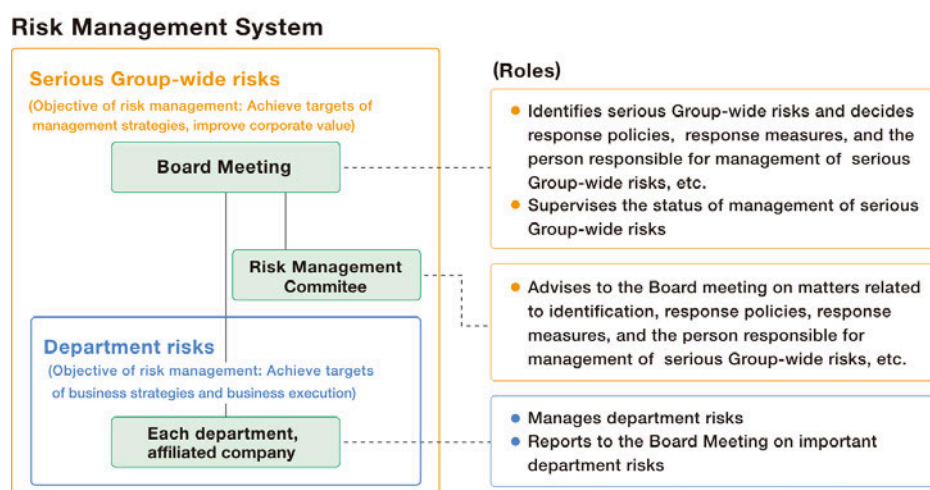 Risk Management System
Serious Group-wide risks
(Objective of risk management: Achieve targets of
management strategies, improve corporate value)
Board Meeting
Risk Management
Commitee
Department risks
(Objective of risk management: Achieve targets
of business strategies and business execution)
Each department,
affiliated company
(Roles)
Identifies serious Group-wide risks and decides
response policies, response measures, and the
person responsible for management of serious
Group-wide risks, etc.
Supervises the status of management of serious
Group-wide risks
Advises to the Board meeting on matters related
to identification, response policies, response
measures, and the person responsible for
management of serious Group-wide risks, etc.
Manages department risks
Reports to the Board Meeting on important
department risks